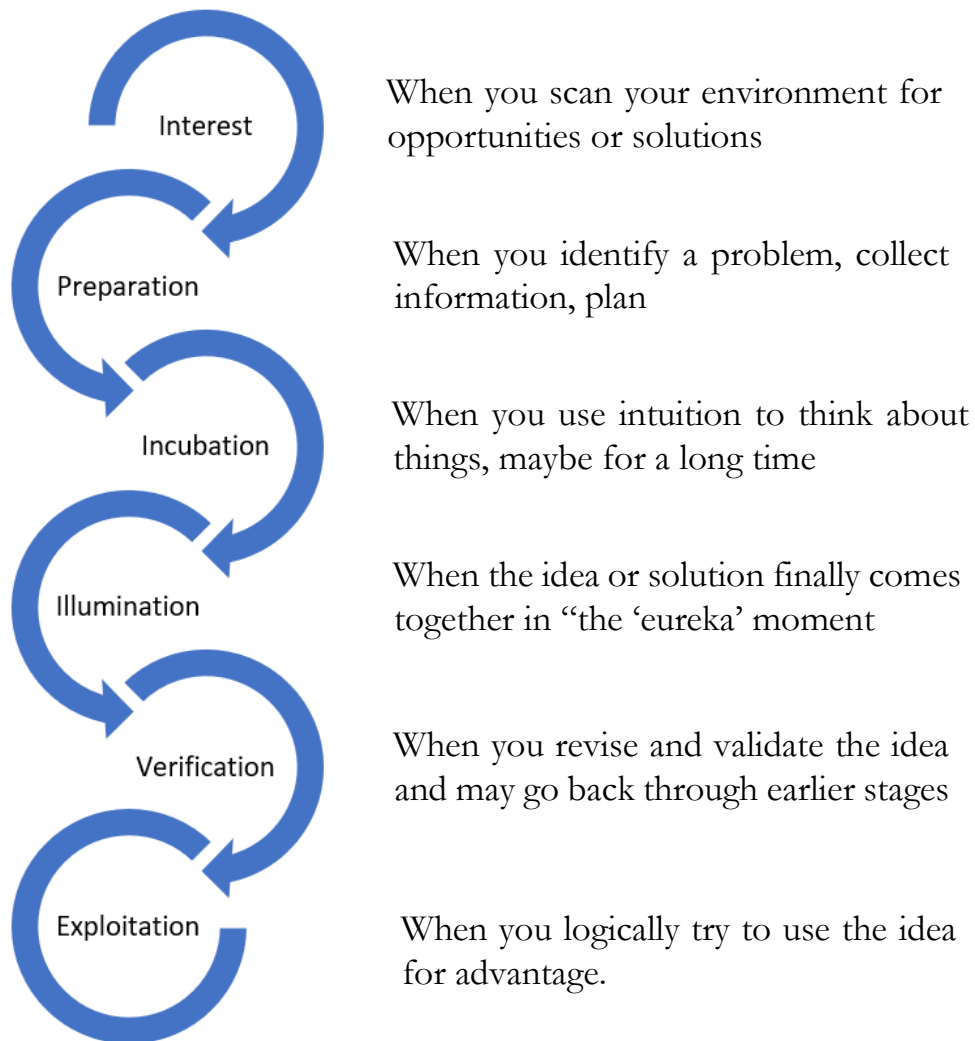 Interest
When you scan your environment for
opportunities or solutions
Preparation
When you identify a problem, collect
information, plan
Incubation
When you use intuition to think about
things, maybe for a long time
Illumination
When the idea or solution finally comes
together in “the ‘eureka’ moment
Verification
When you revise and validate the idea
and may go back through earlier stages
Exploitation
When you logically try to use the idea
for advantage.